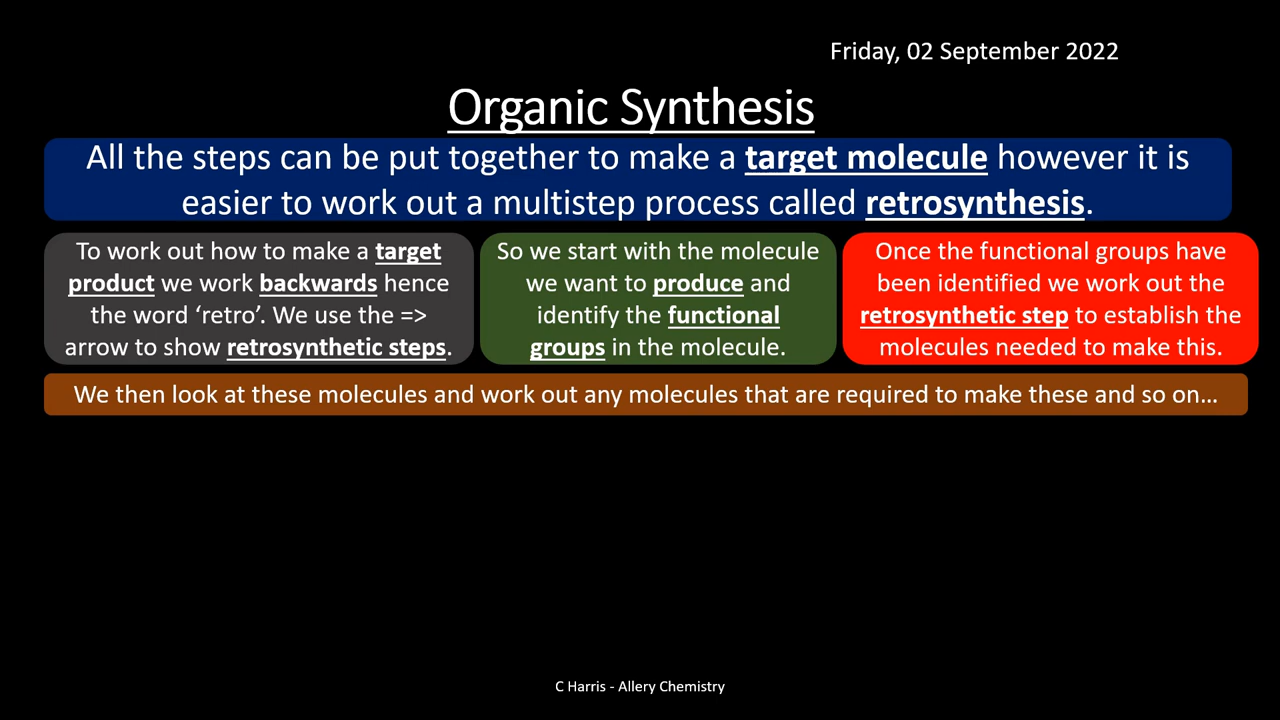 Friday, 02 September 2022
Organic Synthesis
All the steps can be put together to make a target molecule however it is
easier to work out a multistep process called retrosynthesis.
To work out how to make a target
product we work backwards hence
the word ‘retro’. We use the =>
arrow to show retrosynthetic steps.
So we start with the molecule
we want to produce and
identify the functional
groups in the molecule.
Once the functional groups have
been identified we work out the
retrosynthetic step to establish the
molecules needed to make this.
We then look at these molecules and work out any molecules that are required to make these and so on…
C Harris - Allery Chemistry